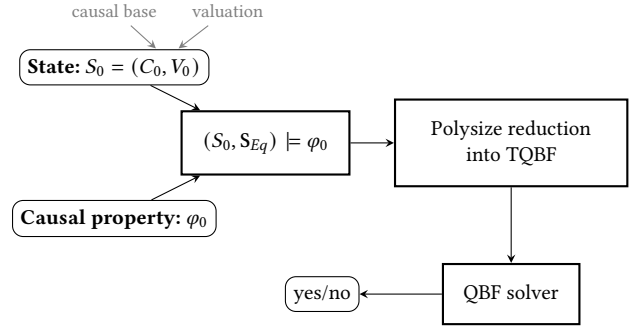 causal base valuation
State: S₀ = (C₀, V₀)
(S₀, S_Eq) ⊨ φ₀
Polysize reduction
into TQBF
Causal property: φ₀
yes/no
QBF solver